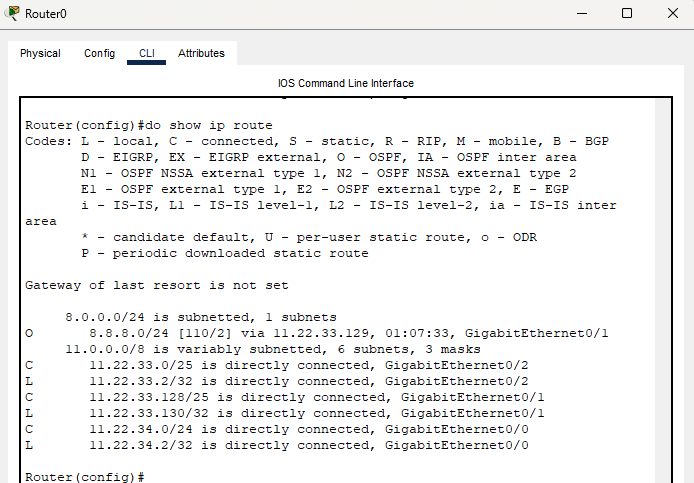 Router0
Physical Config CLI Attributes
IOS Command Line Interface
Router(config)#do show ip route
Codes: L - local, C - connected, S - static, R - RIP, M - mobile, B - BGP
D - EIGRP, EX - EIGRP external, O - OSPF, IA - OSPF inter area
N1 - OSPF NSSA external type 1, N2 - OSPF NSSA external type 2
E1 - OSPF external type 1, E2 - OSPF external type 2, E - EGP
i - IS-IS, L1 - IS-IS level-1, L2 - IS-IS level-2, ia - IS-IS inter
area
* - candidate default, U - per-user static route, o - ODR
P - periodic downloaded static route
Gateway of last resort is not set
8.0.0.0/24 is subnetted, 1 subnets
O 8.8.8.0/24 [110/2] via 11.22.33.129, 01:07:33, GigabitEthernet0/1
11.0.0.0/8 is variably subnetted, 6 subnets, 3 masks
C 11.22.33.0/25 is directly connected, GigabitEthernet0/2
L 11.22.33.2/32 is directly connected, GigabitEthernet0/2
C 11.22.33.128/25 is directly connected, GigabitEthernet0/1
L 11.22.33.130/32 is directly connected, GigabitEthernet0/1
C 11.22.34.0/24 is directly connected, GigabitEthernet0/0
L 11.22.34.2/32 is directly connected, GigabitEthernet0/0
Router(config)#